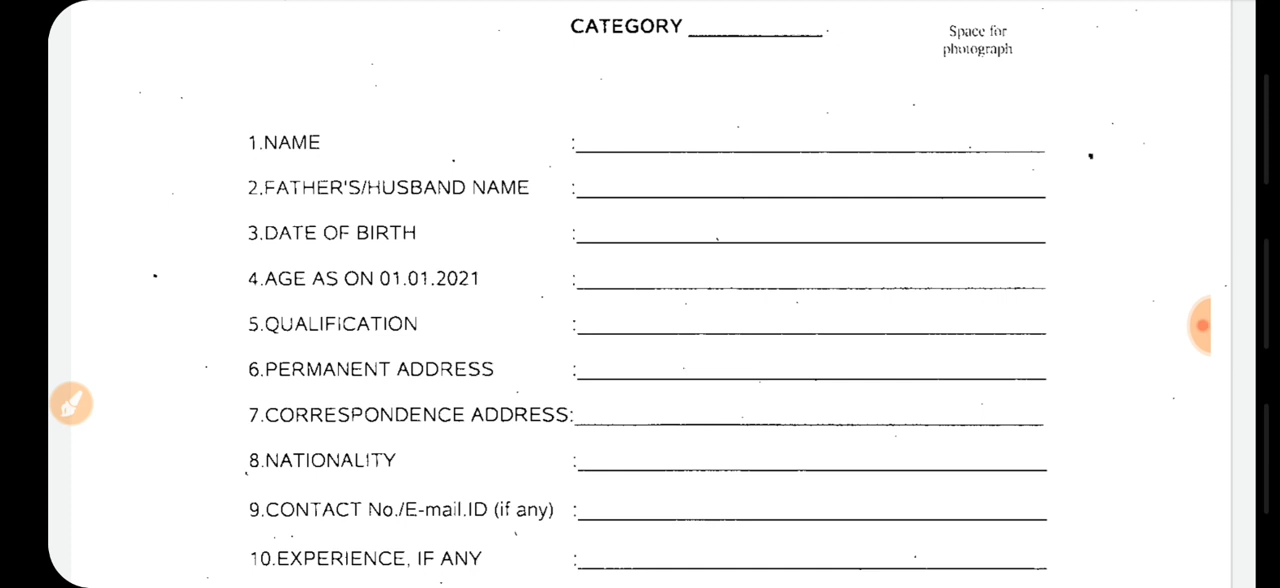 CATEGORY ____________
Space for
photograph
1.NAME :
2.FATHER'S/HUSBAND NAME :
3.DATE OF BIRTH :
4.AGE AS ON 01.01.2021 :
5.QUALIFICATION :
6.PERMANENT ADDRESS :
7.CORRESPONDENCE ADDRESS:
8.NATIONALITY :
9.CONTACT No./E-mail.ID (if any) :
10.EXPERIENCE, IF ANY :